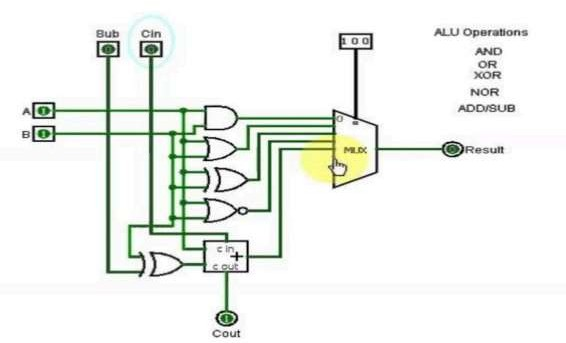 Sub Cin
0 0
1 0 0
ALU Operations
AND
OR
XOR
NOR
ADD/SUB
A
B
0
MUX
Result
c in
+
c out
Cout